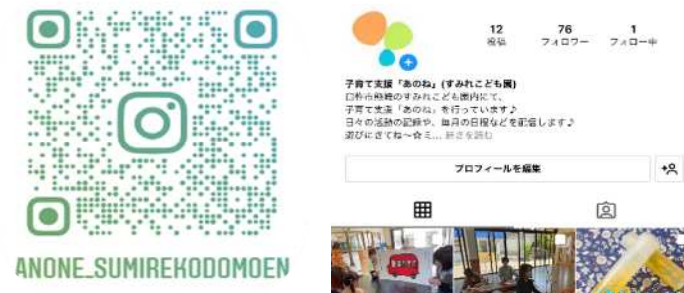 ANONE_SUMIREKODOMOEN
12
投稿
76
フォロワー
1
フォロー中
子育て支援「あのね」(すみれこども園)
臼杵市熊崎のすみれこども園内にて、
子育て支援「あのね」を行っています♪
日々の活動の記録や、毎月の日程などを配信します♪
遊びにきてね〜☆ミ... 続きを読む
プロフィールを編集